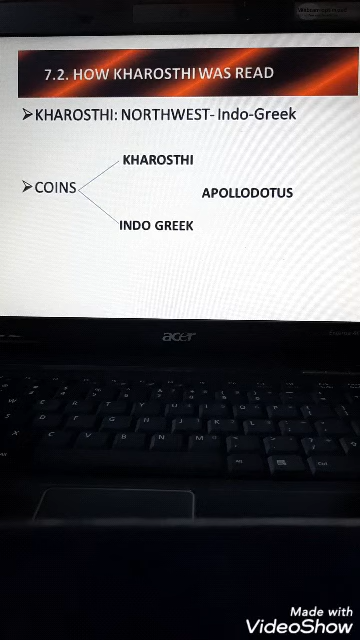 7.2. HOW KHAROSTHI WAS READ
➢KHAROSTHI: NORTHWEST- Indo-Greek
KHAROSTHI
➢COINS
APOLLODOTUS
INDO GREEK
acer
Made with
VideoShow